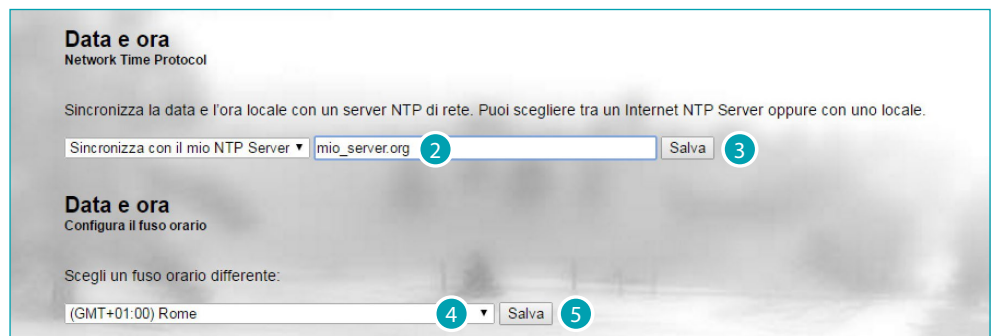 Data e ora
Network Time Protocol
Sincronizza la data e l'ora locale con un server NTP di rete. Puoi scegliere tra un Internet NTP Server oppure con uno locale.
Sincronizza con il mio NTP Server ▼ mio_server.org 2 Salva 3
Data e ora
Configura il fuso orario
Scegli un fuso orario differente:
(GMT+01:00) Rome 4 ▼ Salva 5